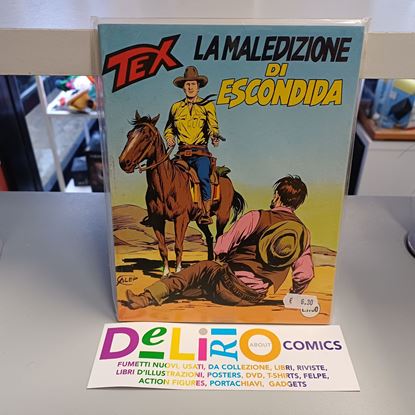 TEX
LA MALEDIZIONE
DI
ESCONDIDA
GALEP
€ 6,30
DeLiRiO ABOUT COMICS
FUMETTI NUOVI, USATI, DA COLLEZIONE, LIBRI, RIVISTE,
LIBRI D'ILLUSTRAZIONI, POSTERS, DVD, T-SHIRTS, FELPE,
ACTION FIGURES, PORTACHIAVI, GADGETS